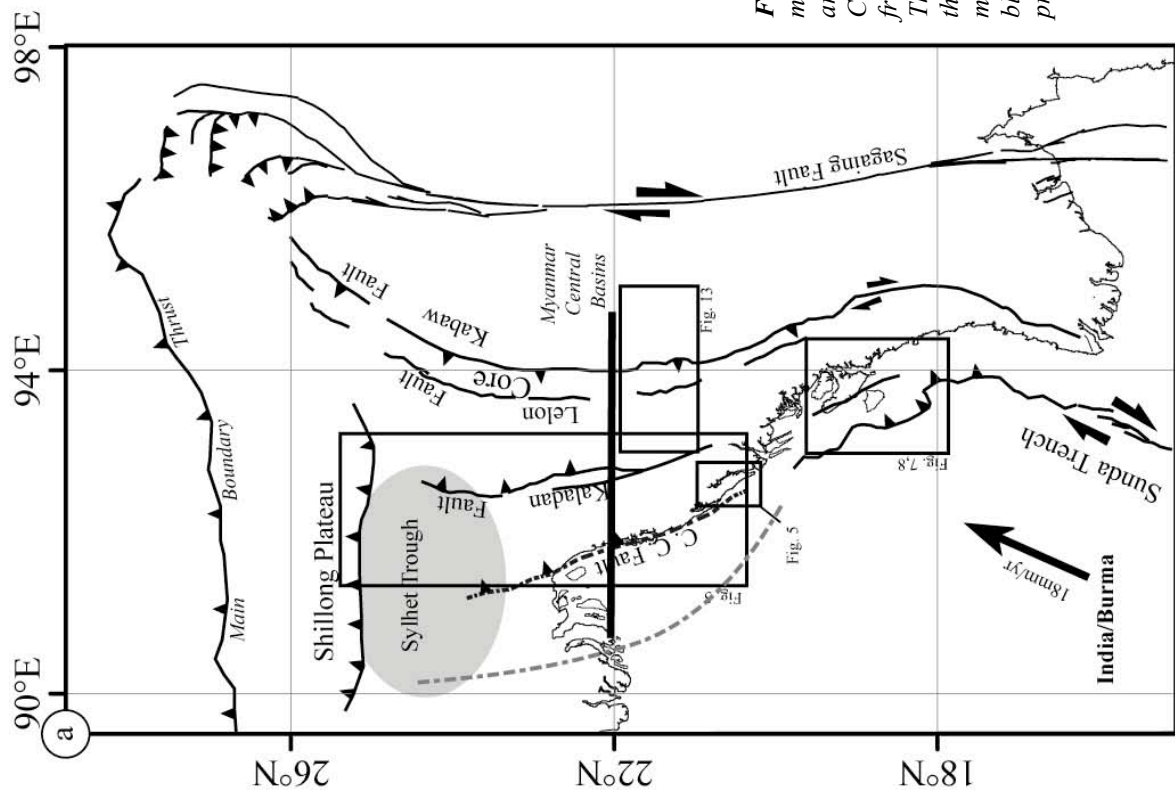 a
90°E
94°E
98°E
26°N
22°N
18°N
Main
Boundary
Thrust
Shillong Plateau
Sylhet Trough
Fault
Kaladan
C.C. Fault
Fault
Lelon
Core
Fault
Kabaw
Myanmar
Central
Basins
Sagaing Fault
Fig. 13
Fig. 5
Fig. 7,8
Sunda Trench
18mm/yr
India/Burma
F
m
C
fr
T
th
m